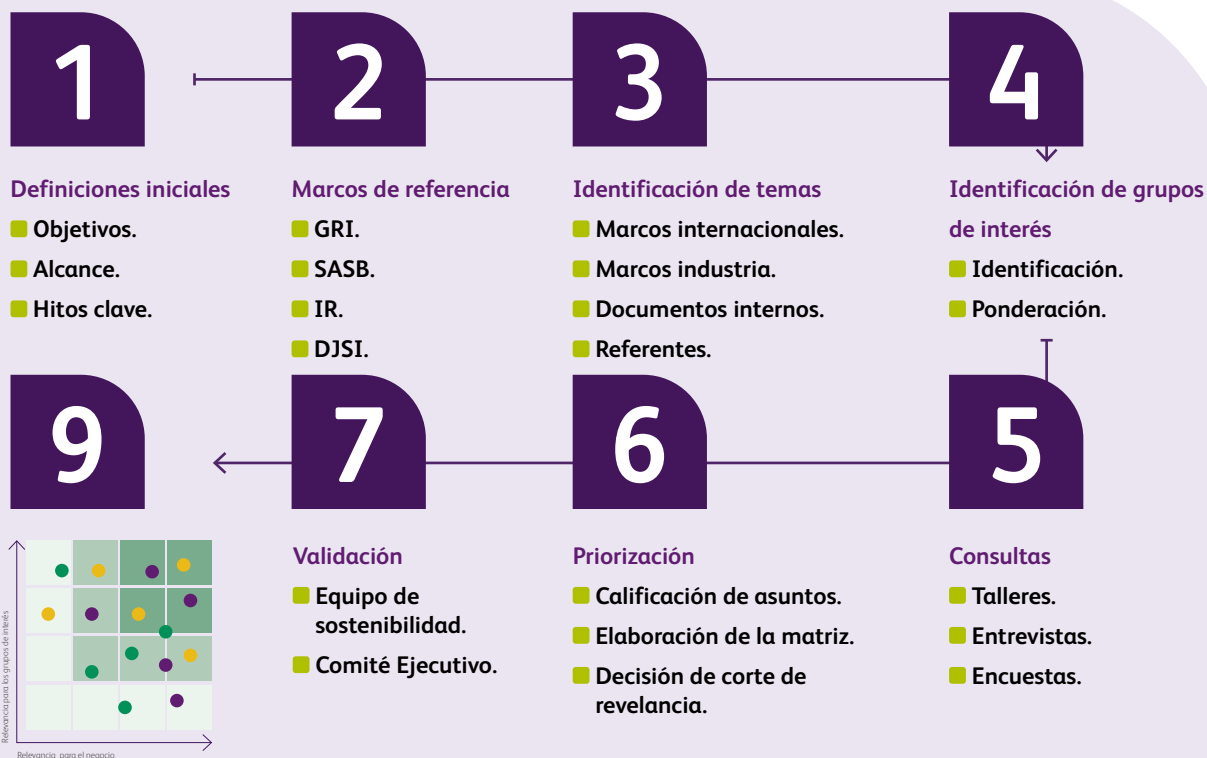 1
2
3
4
Definiciones iniciales
Objetivos.
Alcance.
Hitos clave.
Marcos de referencia
GRI.
SASB.
IR.
DJSI.
Identificación de temas
Marcos internacionales.
Marcos industria.
Documentos internos.
Referentes.
Identificación de grupos
de interés
Identificación.
Ponderación.
9
7
6
5
Relevancia para los grupos de interés
Relevancia para el negocio
Validación
Equipo de
sostenibilidad.
Comité Ejecutivo.
Priorización
Calificación de asuntos.
Elaboración de la matriz.
Decisión de corte de
revelancia.
Consultas
Talleres.
Entrevistas.
Encuestas.